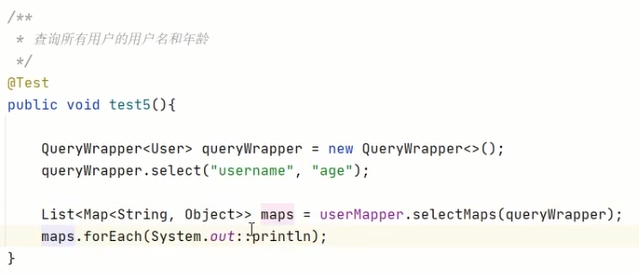 /**
 * 查询所有用户的用户名和年龄
 */
@Test
public void test5(){
    QueryWrapper<User> queryWrapper = new QueryWrapper<>();
    queryWrapper.select("username", "age");
    List<Map<String, Object>> maps = userMapper.selectMaps(queryWrapper);
    maps.forEach(System.out::println);
}